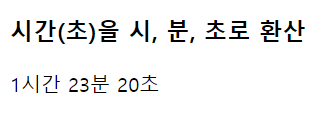 시간(초)을 시, 분, 초로 환산
1시간 23분 20초